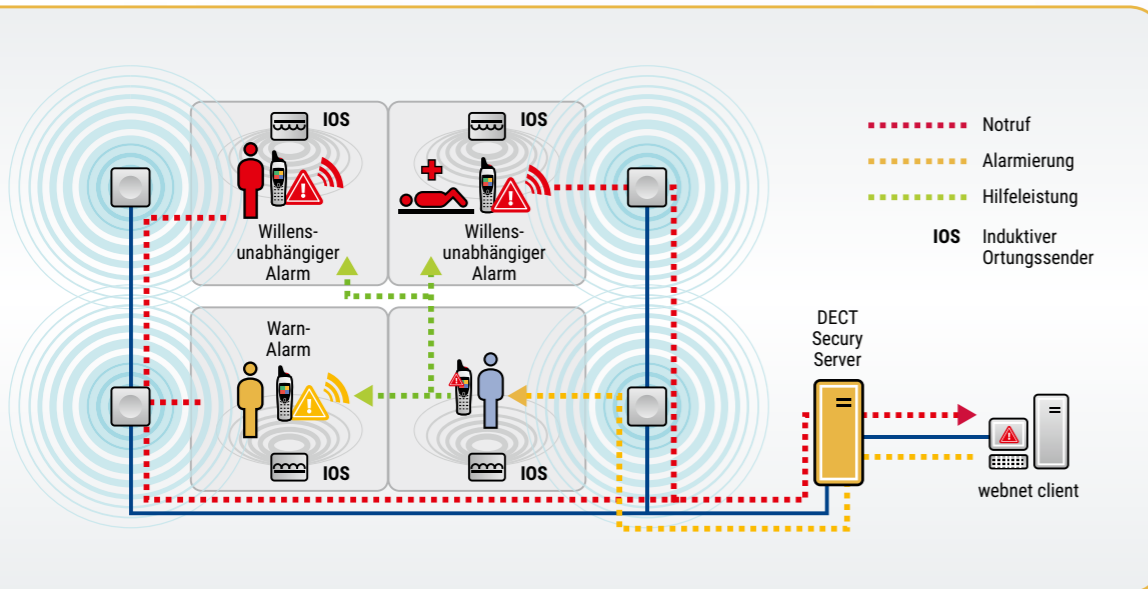 IOS
IOS
Willens-
unabhängiger
Alarm
Willens-
unabhängiger
Alarm
Warn-
Alarm
IOS
IOS
Notruf
Alarmierung
Hilfeleistung
IOS Induktiver
Ortungssender
DECT
Secury
Server
webnet client